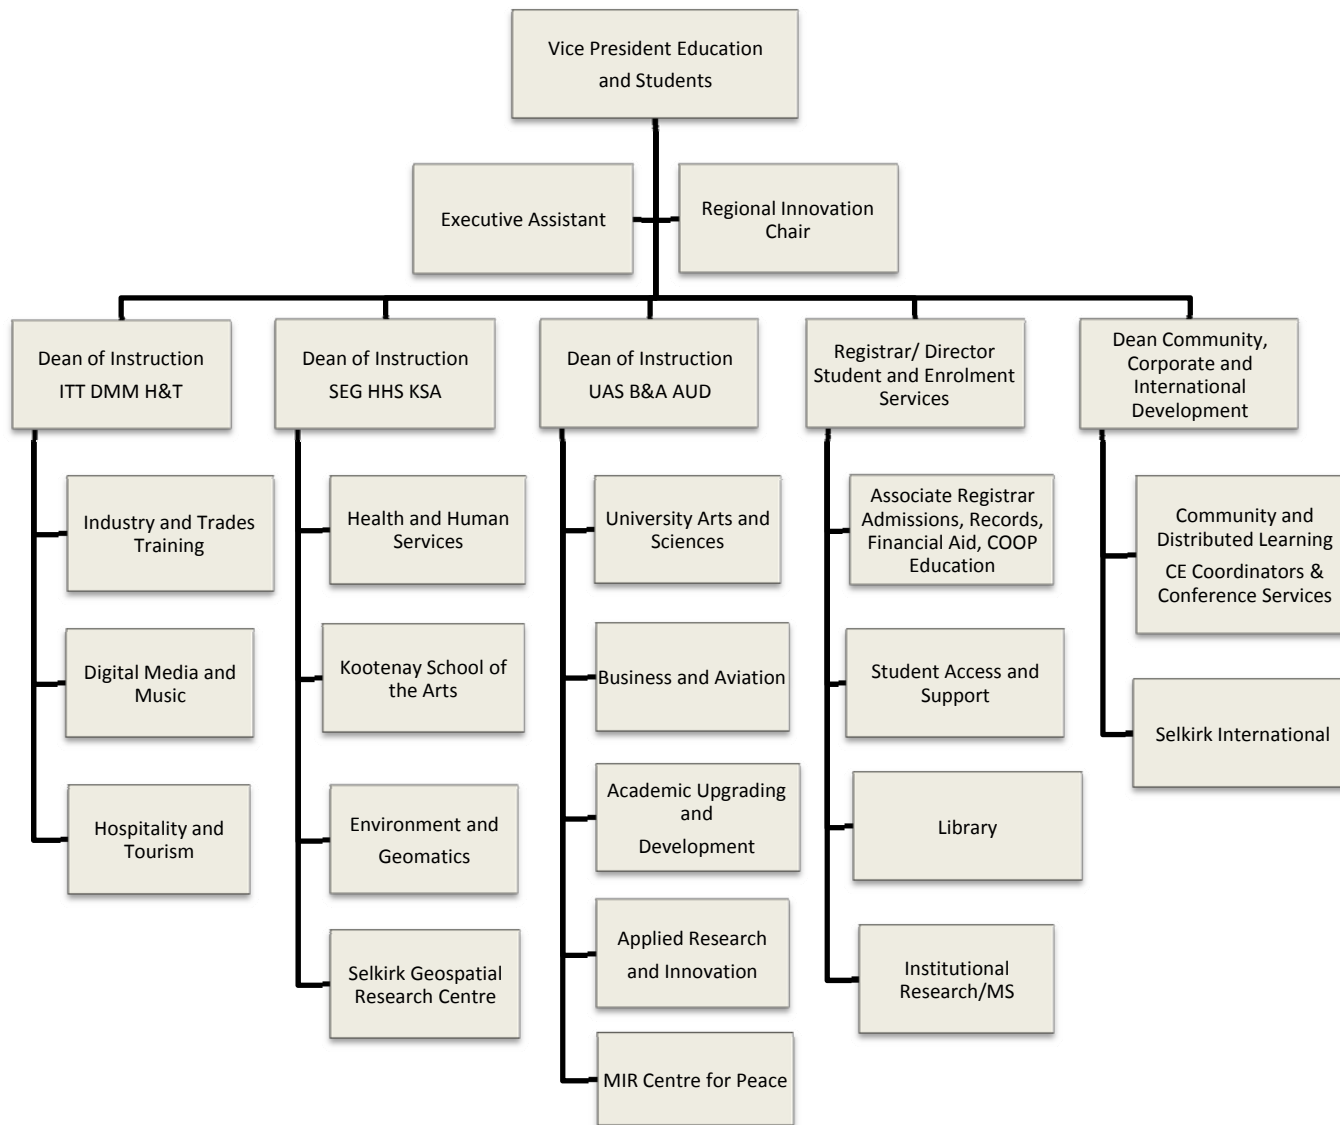 Vice President Education
and Students
Executive Assistant
Regional Innovation
Chair
Dean of Instruction
ITT DMM H&T
Dean of Instruction
SEG HHS KSA
Dean of Instruction
UAS B&A AUD
Registrar/ Director
Student and Enrolment
Services
Dean Community,
Corporate and
International
Development
Industry and Trades
Training
Digital Media and
Music
Hospitality and
Tourism
Health and Human
Services
Kootenay School of
the Arts
Environment and
Geomatics
Selkirk Geospatial
Research Centre
University Arts and
Sciences
Business and Aviation
Academic Upgrading
and
Development
Applied Research
and Innovation
MIR Centre for Peace
Associate Registrar
Admissions, Records,
Financial Aid, COOP
Education
Student Access and
Support
Library
Institutional
Research/MS
Community and
Distributed Learning
CE Coordinators &
Conference Services
Selkirk International